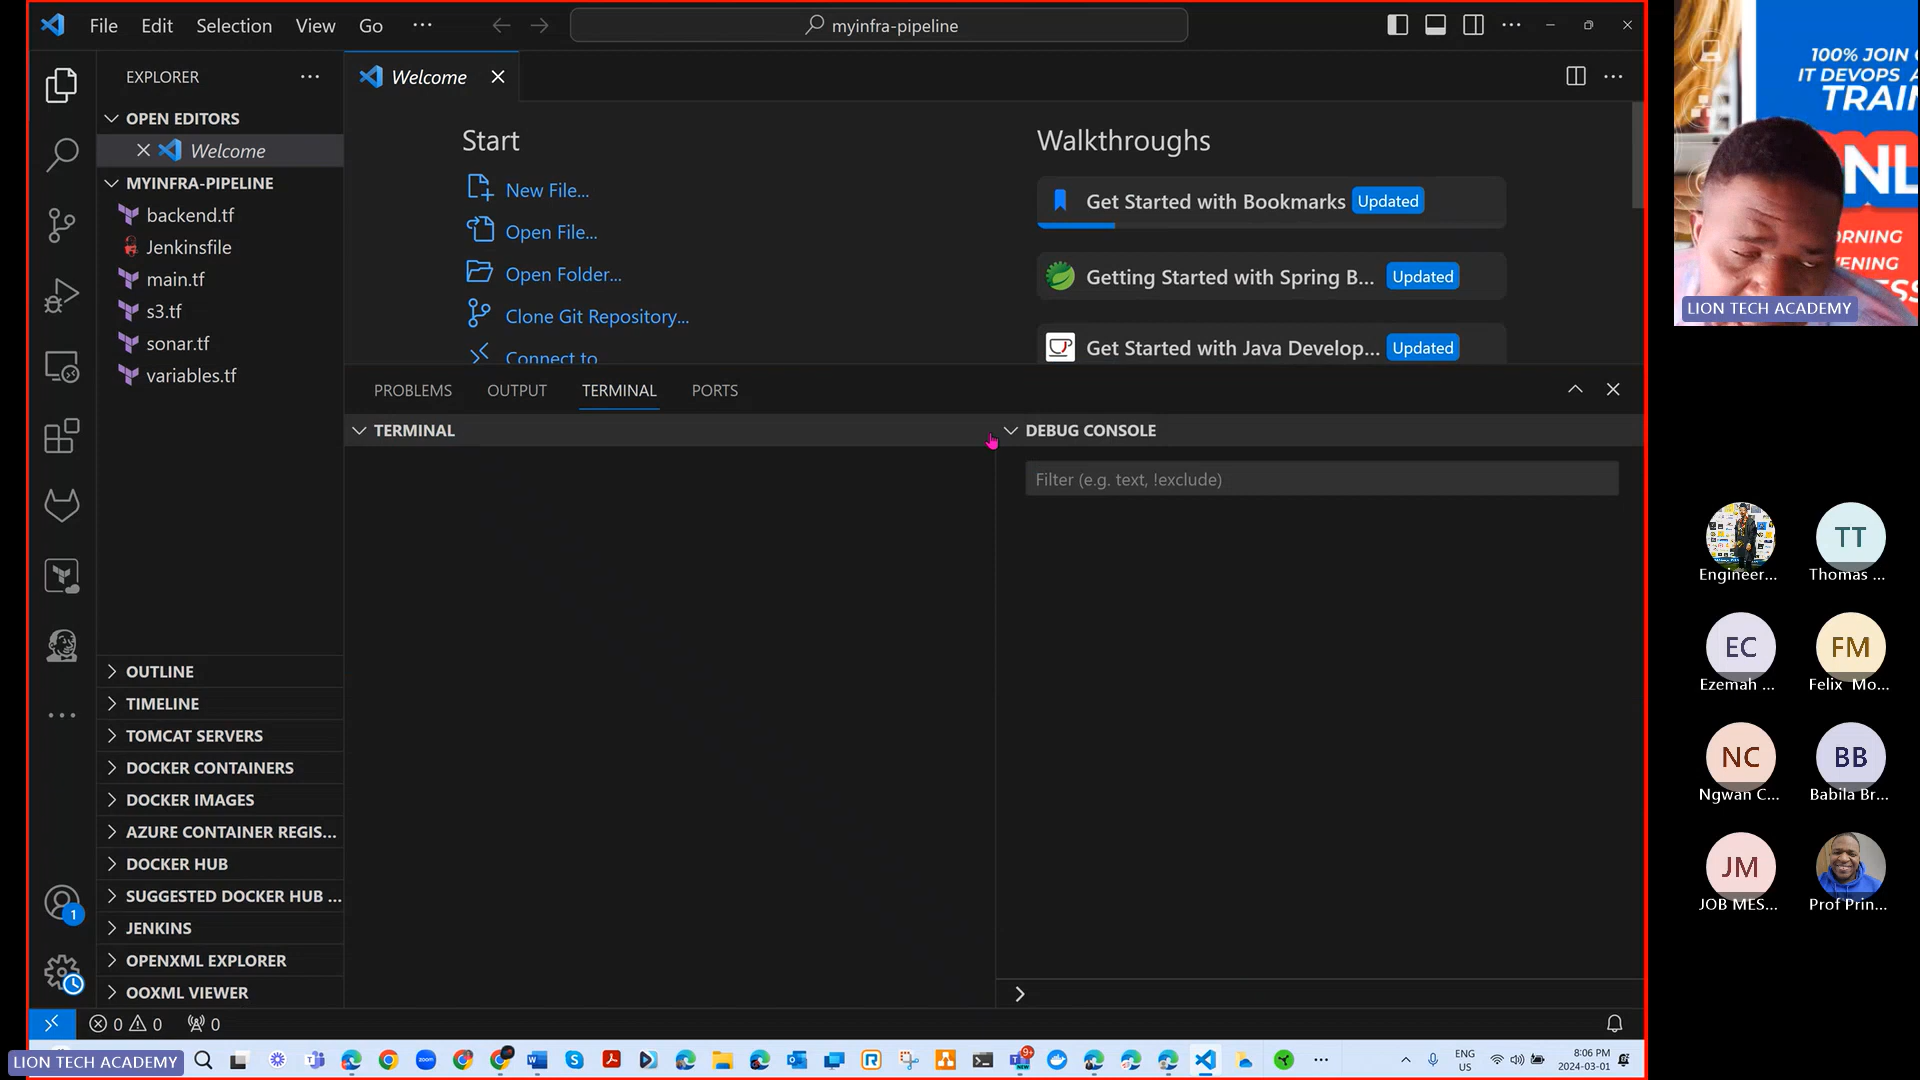 File Edit Selection View Go ...
myinfra-pipeline
EXPLORER
OPEN EDITORS
Welcome
MYINFRA-PIPELINE
backend.tf
Jenkinsfile
main.tf
s3.tf
sonar.tf
variables.tf
OUTLINE
TIMELINE
TOMCAT SERVERS
DOCKER CONTAINERS
DOCKER IMAGES
AZURE CONTAINER REGIS...
DOCKER HUB
SUGGESTED DOCKER HUB ...
JENKINS
OPENXML EXPLORER
OOXML VIEWER
Welcome
Start
New File...
Open File...
Open Folder...
Clone Git Repository...
Connect to
Walkthroughs
Get Started with Bookmarks Updated
Getting Started with Spring B... Updated
Get Started with Java Develop... Updated
PROBLEMS OUTPUT TERMINAL PORTS
TERMINAL
DEBUG CONSOLE
Filter (e.g. text, !exclude)
1
0 0 0
LION TECH ACADEMY
9+
NEW
ENG
US
8:06 PM
2024-03-01
100% JOIN
IT DEVOPS
TRAIN
NL
ORNING
ENING
LION TECH ACADEMY
Engineer...
TT
Thomas ...
EC
Ezemah ...
FM
Felix Mo...
NC
Ngwan C...
BB
Babila Br...
JM
JOB MES...
Prof Prin...